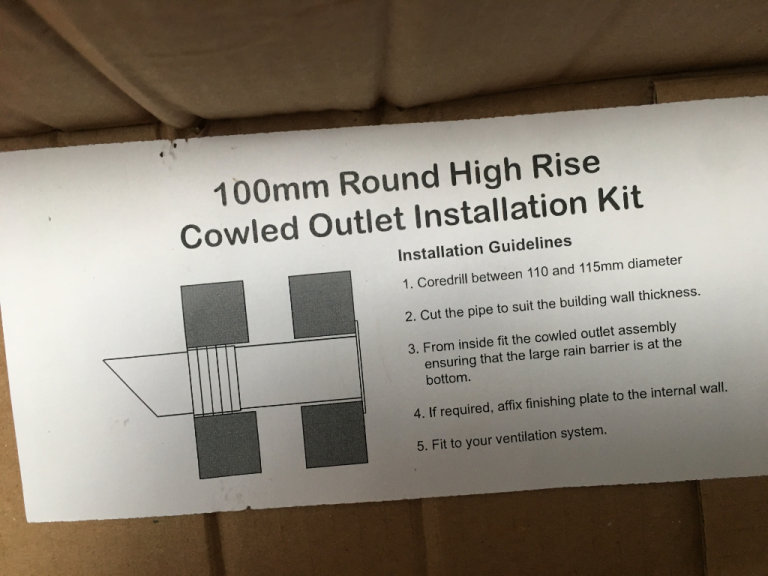 100mm Round High Rise
Cowled Outlet Installation Kit
Installation Guidelines
1. Coredrill between 110 and 115mm diameter
2. Cut the pipe to suit the building wall thickness.
3. From inside fit the cowled outlet assembly
ensuring that the large rain barrier is at the
bottom.
4. If required, affix finishing plate to the internal wall.
5. Fit to your ventilation system.